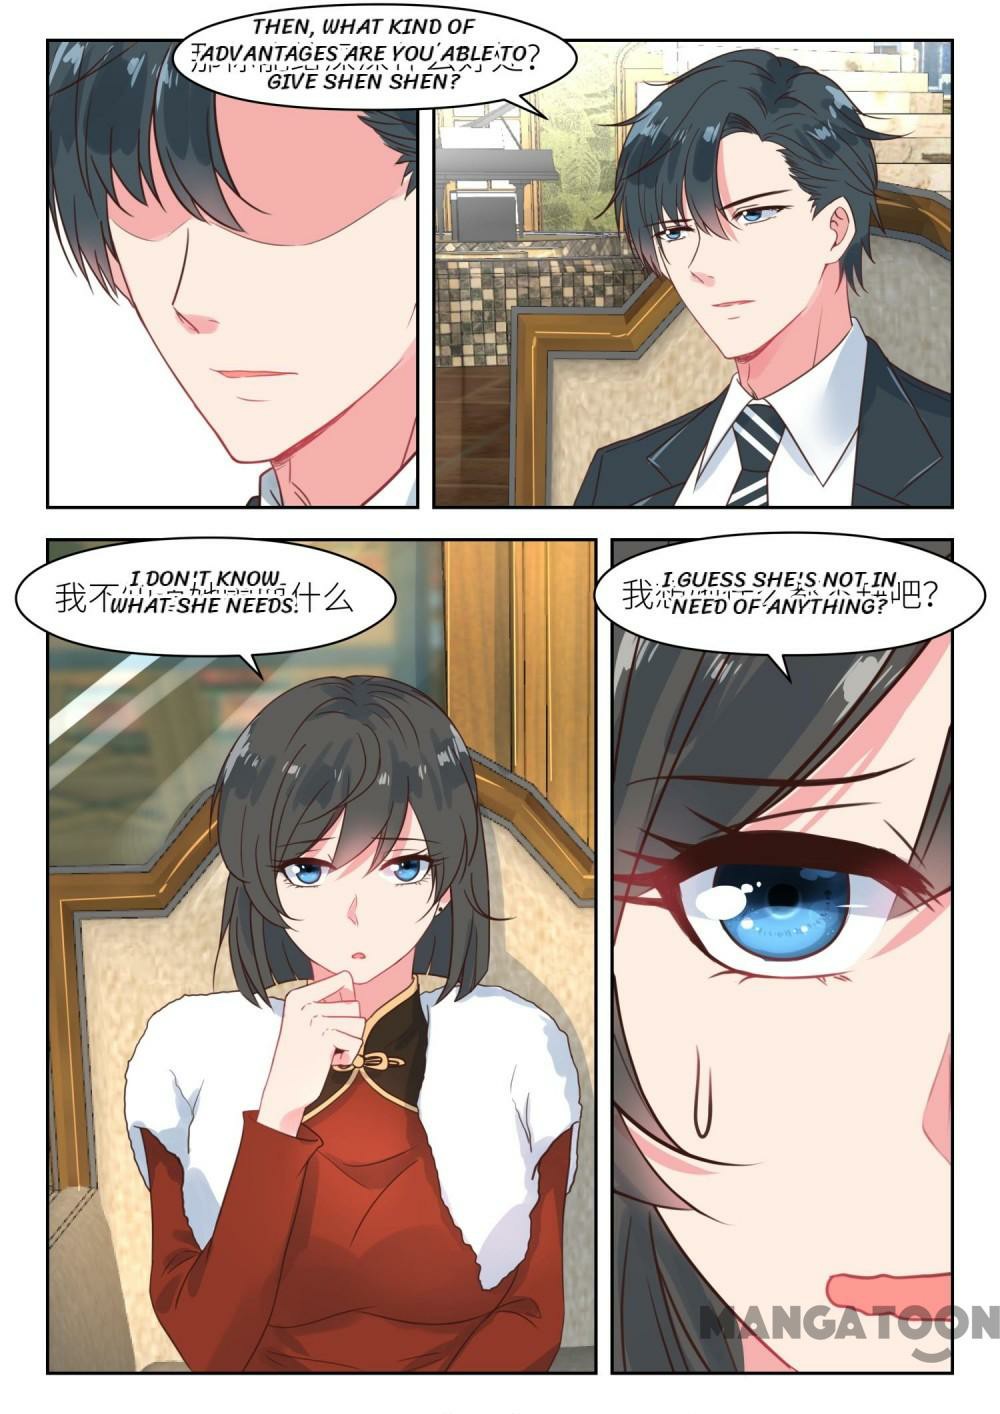 THEN, WHAT KIND OF
ADVANTAGES ARE YOU ABLE TO
GIVE SHEN SHEN?
I DON'T KNOW
WHAT SHE NEEDS.
我不
什么
I GUESS SHE'S NOT IN
NEED OF ANYTHING?
我想
吧?
MANGATOON